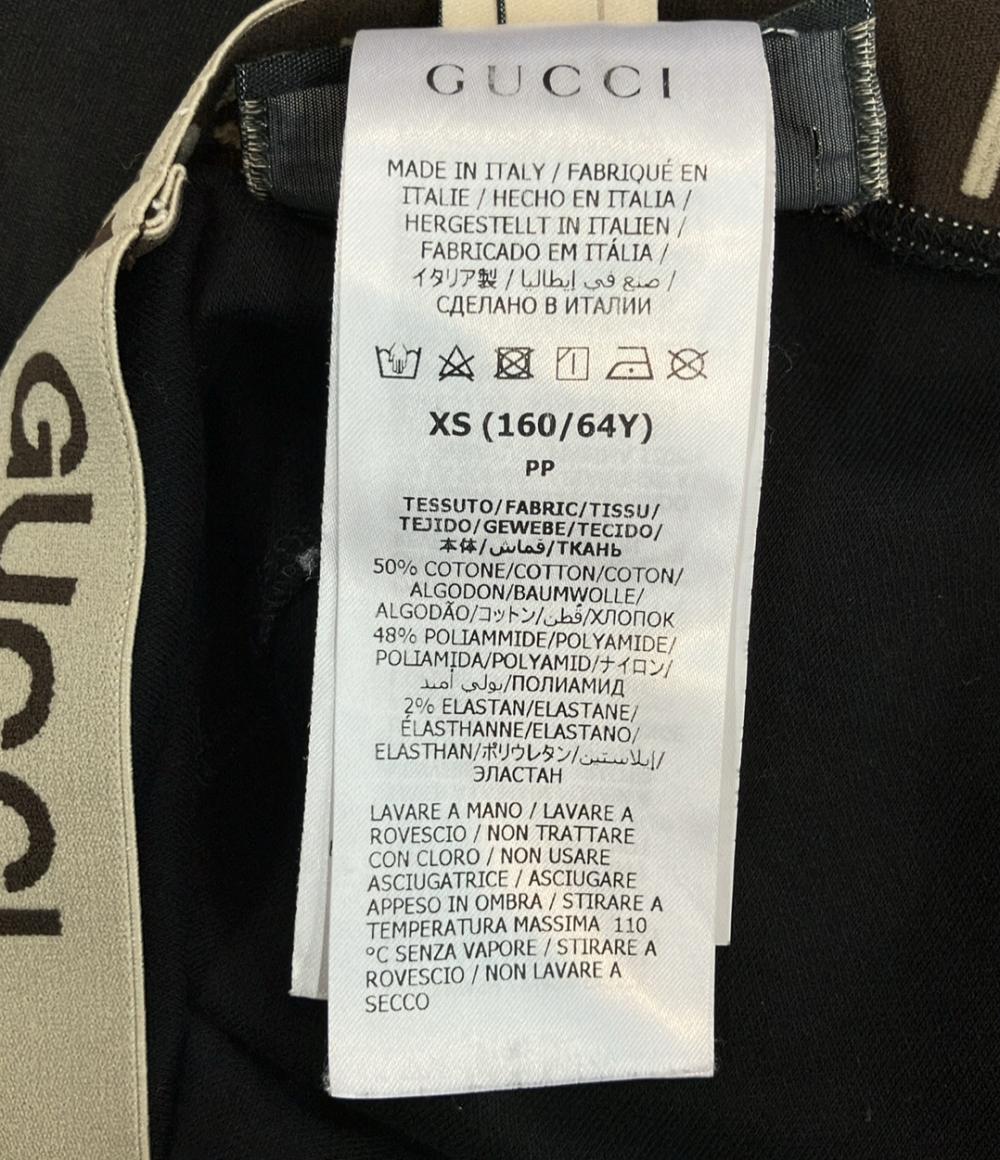 GUCCI
MADE IN ITALY / FABRIQUÉ EN
ITALIE / HECHO EN ITALIA /
HERGESTELLT IN ITALIEN /
FABRICADO EM ITÁLIA /
イタリア製 / صنع في إيطاليا /
СДЕЛАНО В ИТАЛИИ
XS (160/64Y)
PP
TESSUTO/FABRIC/TISSU/
TEJIDO/GEWEBE/TECIDO/
本体/قماش/ТКАНЬ
50% COTONE/COTTON/COTON/
ALGODON/BAUMWOLLE/
ALGODÃO/コットン/قطن/ХЛОПОК
48% POLIAMMIDE/POLYAMIDE/
POLIAMIDA/POLYAMID/ナイロン/
بولي أميد/ПОЛИАМИД
2% ELASTAN/ELASTANE/
ÉLASTHANNE/ELASTANO/
ELASTHAN/ポリウレタン/إيلاستين/
ЭЛАСТАН
LAVARE A MANO / LAVARE A
ROVESCIO / NON TRATTARE
CON CLORO / NON USARE
ASCIUGATRICE / ASCIUGARE
APPESO IN OMBRA / STIRARE A
TEMPERATURA MASSIMA 110
°C SENZA VAPORE / STIRARE A
ROVESCIO / NON LAVARE A
SECCO
GUCCI